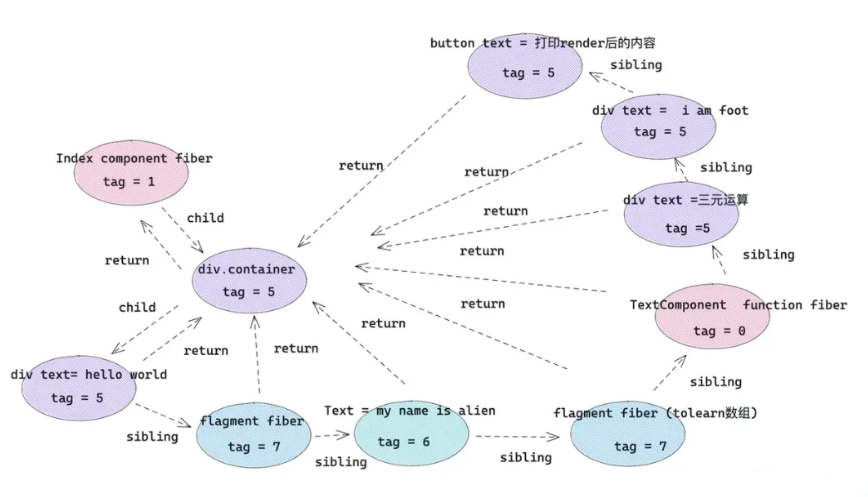 button text = 打印render后的内容
tag = 5
sibling
div text = i am foot
tag = 5
sibling
div text =三元运算
tag =5
sibling
TextComponent function fiber
tag = 0
sibling
Index component fiber
tag = 1
child
return
div.container
tag = 5
return
return
return
return
return
child
return
return
return
div text= hello world
tag = 5
sibling
flagment fiber
tag = 7
sibling
Text = my name is alien
tag = 6
sibling
flagment fiber (tolearn数组)
tag = 7